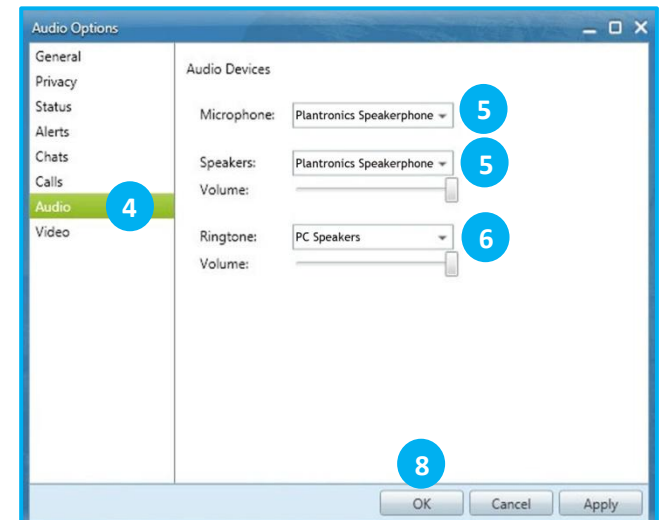 Audio Options
General
Privacy
Status
Alerts
Chats
Calls
Audio 4
Video
Audio Devices
Microphone: Plantronics Speakerphone 5
Speakers: Plantronics Speakerphone 5
Volume:
Ringtone: PC Speakers 6
Volume:
8
OK Cancel Apply